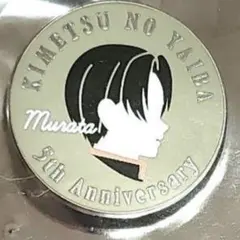 KIMETSU NO YAIBA
Murata
5th Anniversary